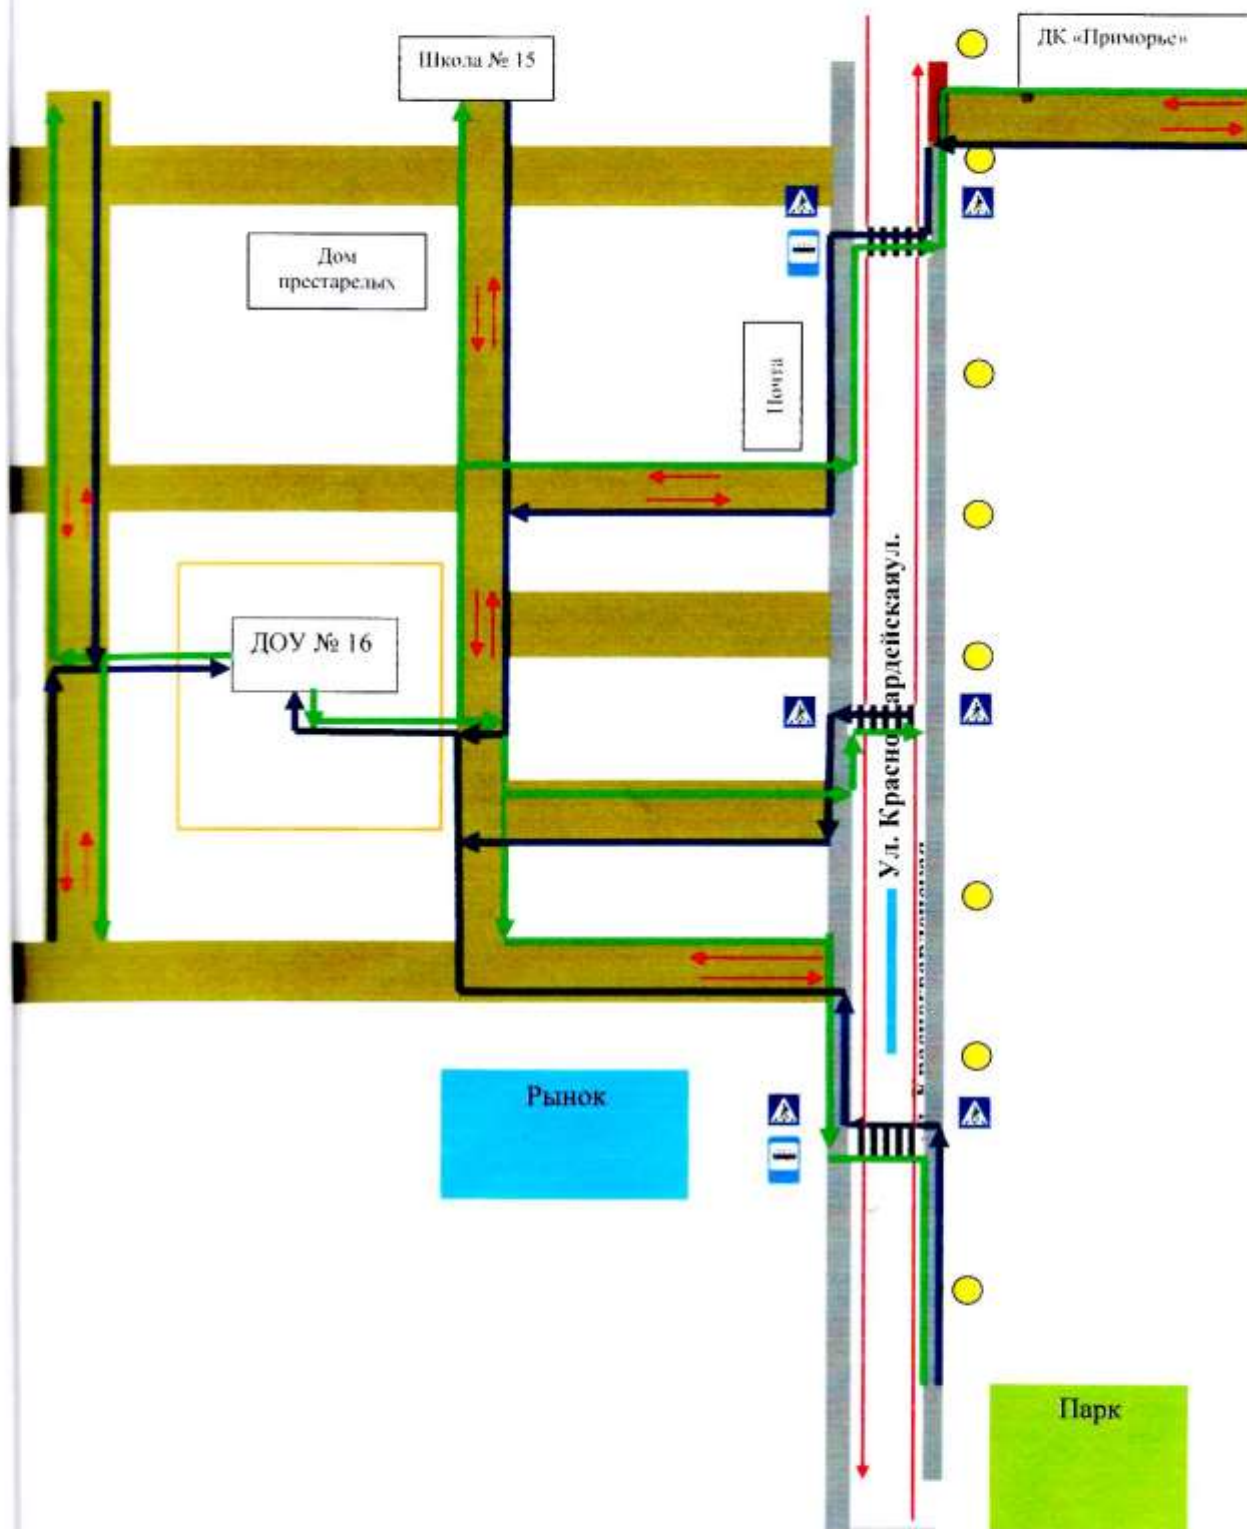 ДК «Приморье»
Школа № 15
Дом
престарелых
Почта
ДОУ № 16
Ул. Красногвардейскаяул.
Рынок
Парк